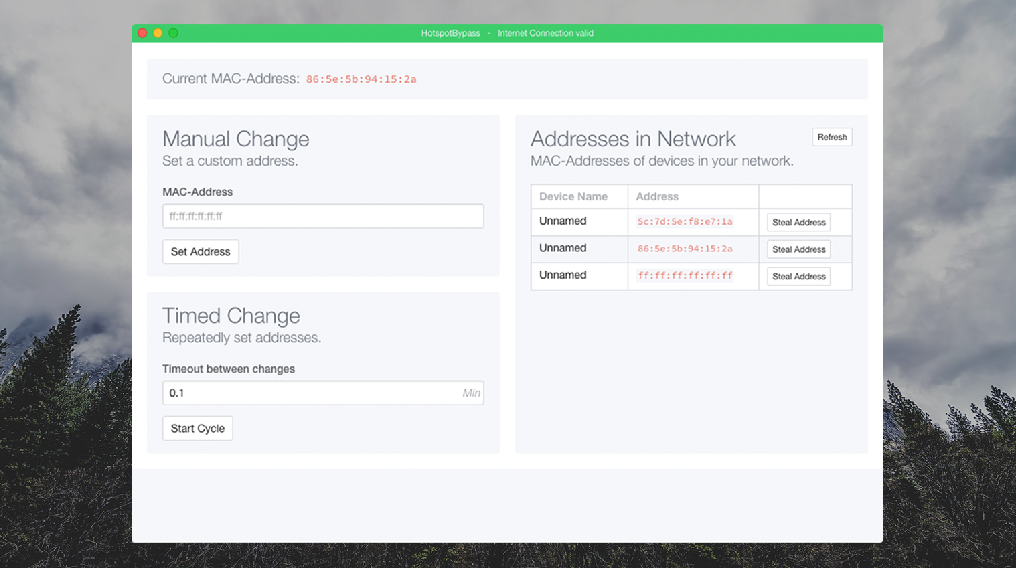 HotspotBypass - Internet Connection valid
Current MAC-Address: 86:5e:5b:94:15:2a
Manual Change
Set a custom address.
MAC-Address
ff:ff:ff:ff:ff:ff
Set Address
Timed Change
Repeatedly set addresses.
Timeout between changes
0.1 Min
Start Cycle
Addresses in Network
Refresh
MAC-Addresses of devices in your network.
Device Name Address
Unnamed 5c:7d:5e:f8:e7:1a Steal Address
Unnamed 86:5e:5b:94:15:2a Steal Address
Unnamed ff:ff:ff:ff:ff:ff Steal Address